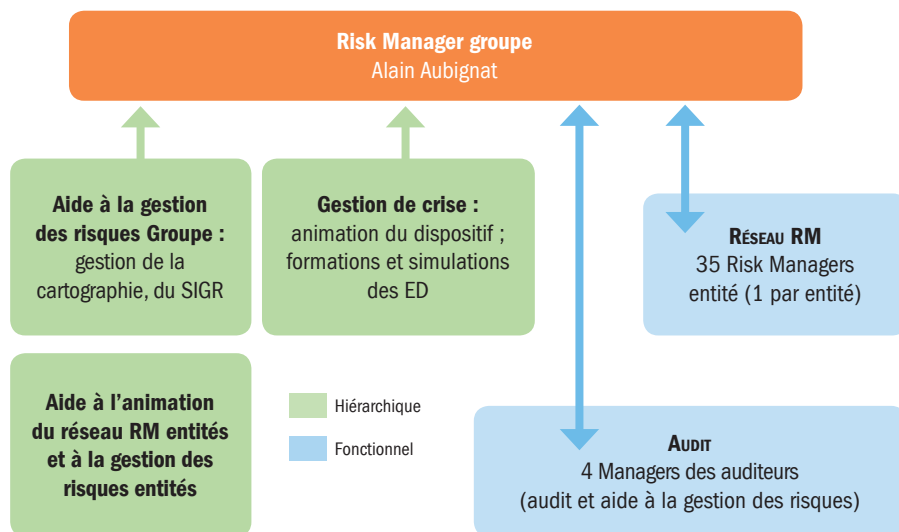 Risk Manager groupe
Alain Aubignat
Aide à la gestion
des risques Groupe :
gestion de la
cartographie, du SIGR
Gestion de crise :
animation du dispositif ;
formations et simulations
des ED
Réseau RM
35 Risk Managers
entité (1 par entité)
Aide à l’animation
du réseau RM entités
et à la gestion des
risques entités
Hiérarchique
Fonctionnel
Audit
4 Managers des auditeurs
(audit et aide à la gestion des risques)